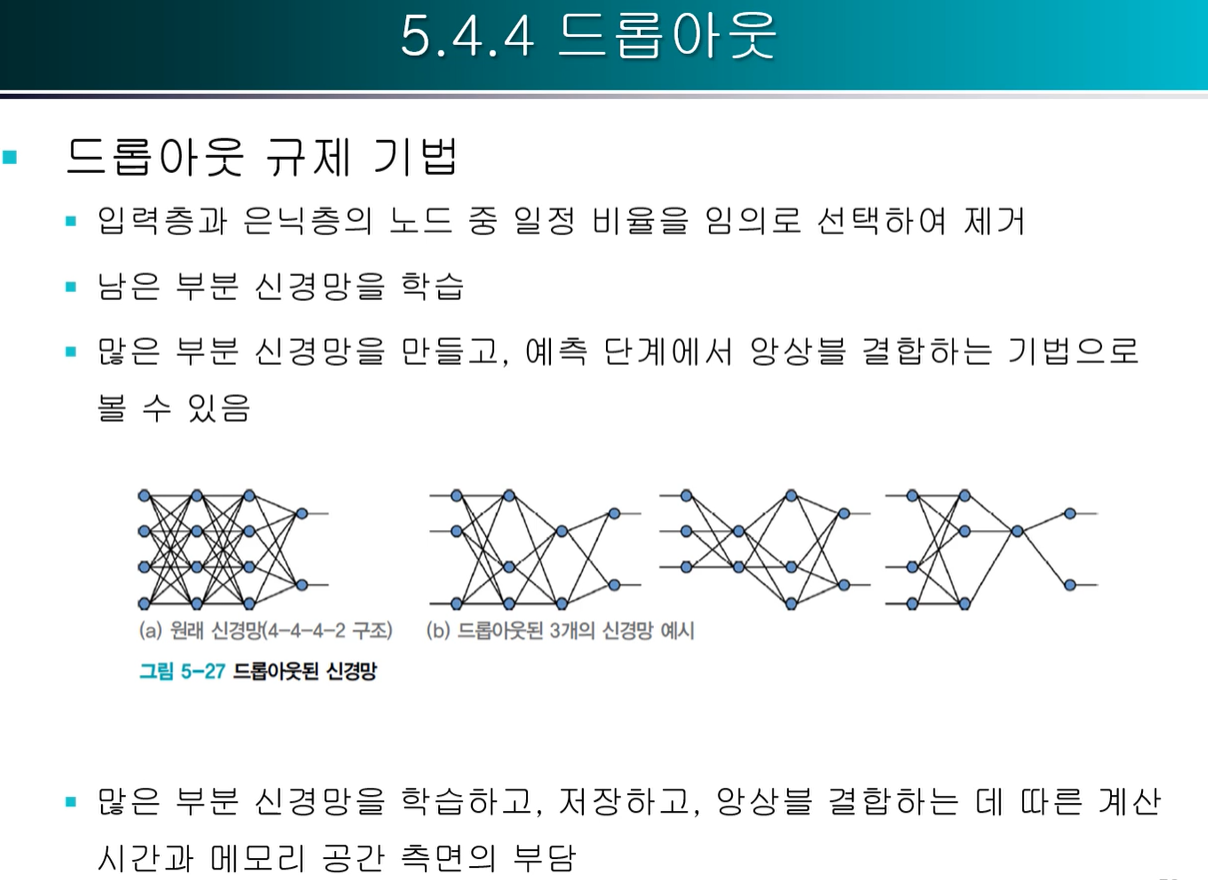 5.4.4 드롭아웃
드롭아웃 규제 기법
입력층과 은닉층의 노드 중 일정 비율을 임의로 선택하여 제거
남은 부분 신경망을 학습
많은 부분 신경망을 만들고, 예측 단계에서 앙상블 결합하는 기법으로
볼 수 있음
(a) 원래 신경망(4-4-4-2 구조)
(b) 드롭아웃된 3개의 신경망 예시
그림 5-27 드롭아웃된 신경망
많은 부분 신경망을 학습하고, 저장하고, 앙상블 결합하는 데 따른 계산
시간과 메모리 공간 측면의 부담